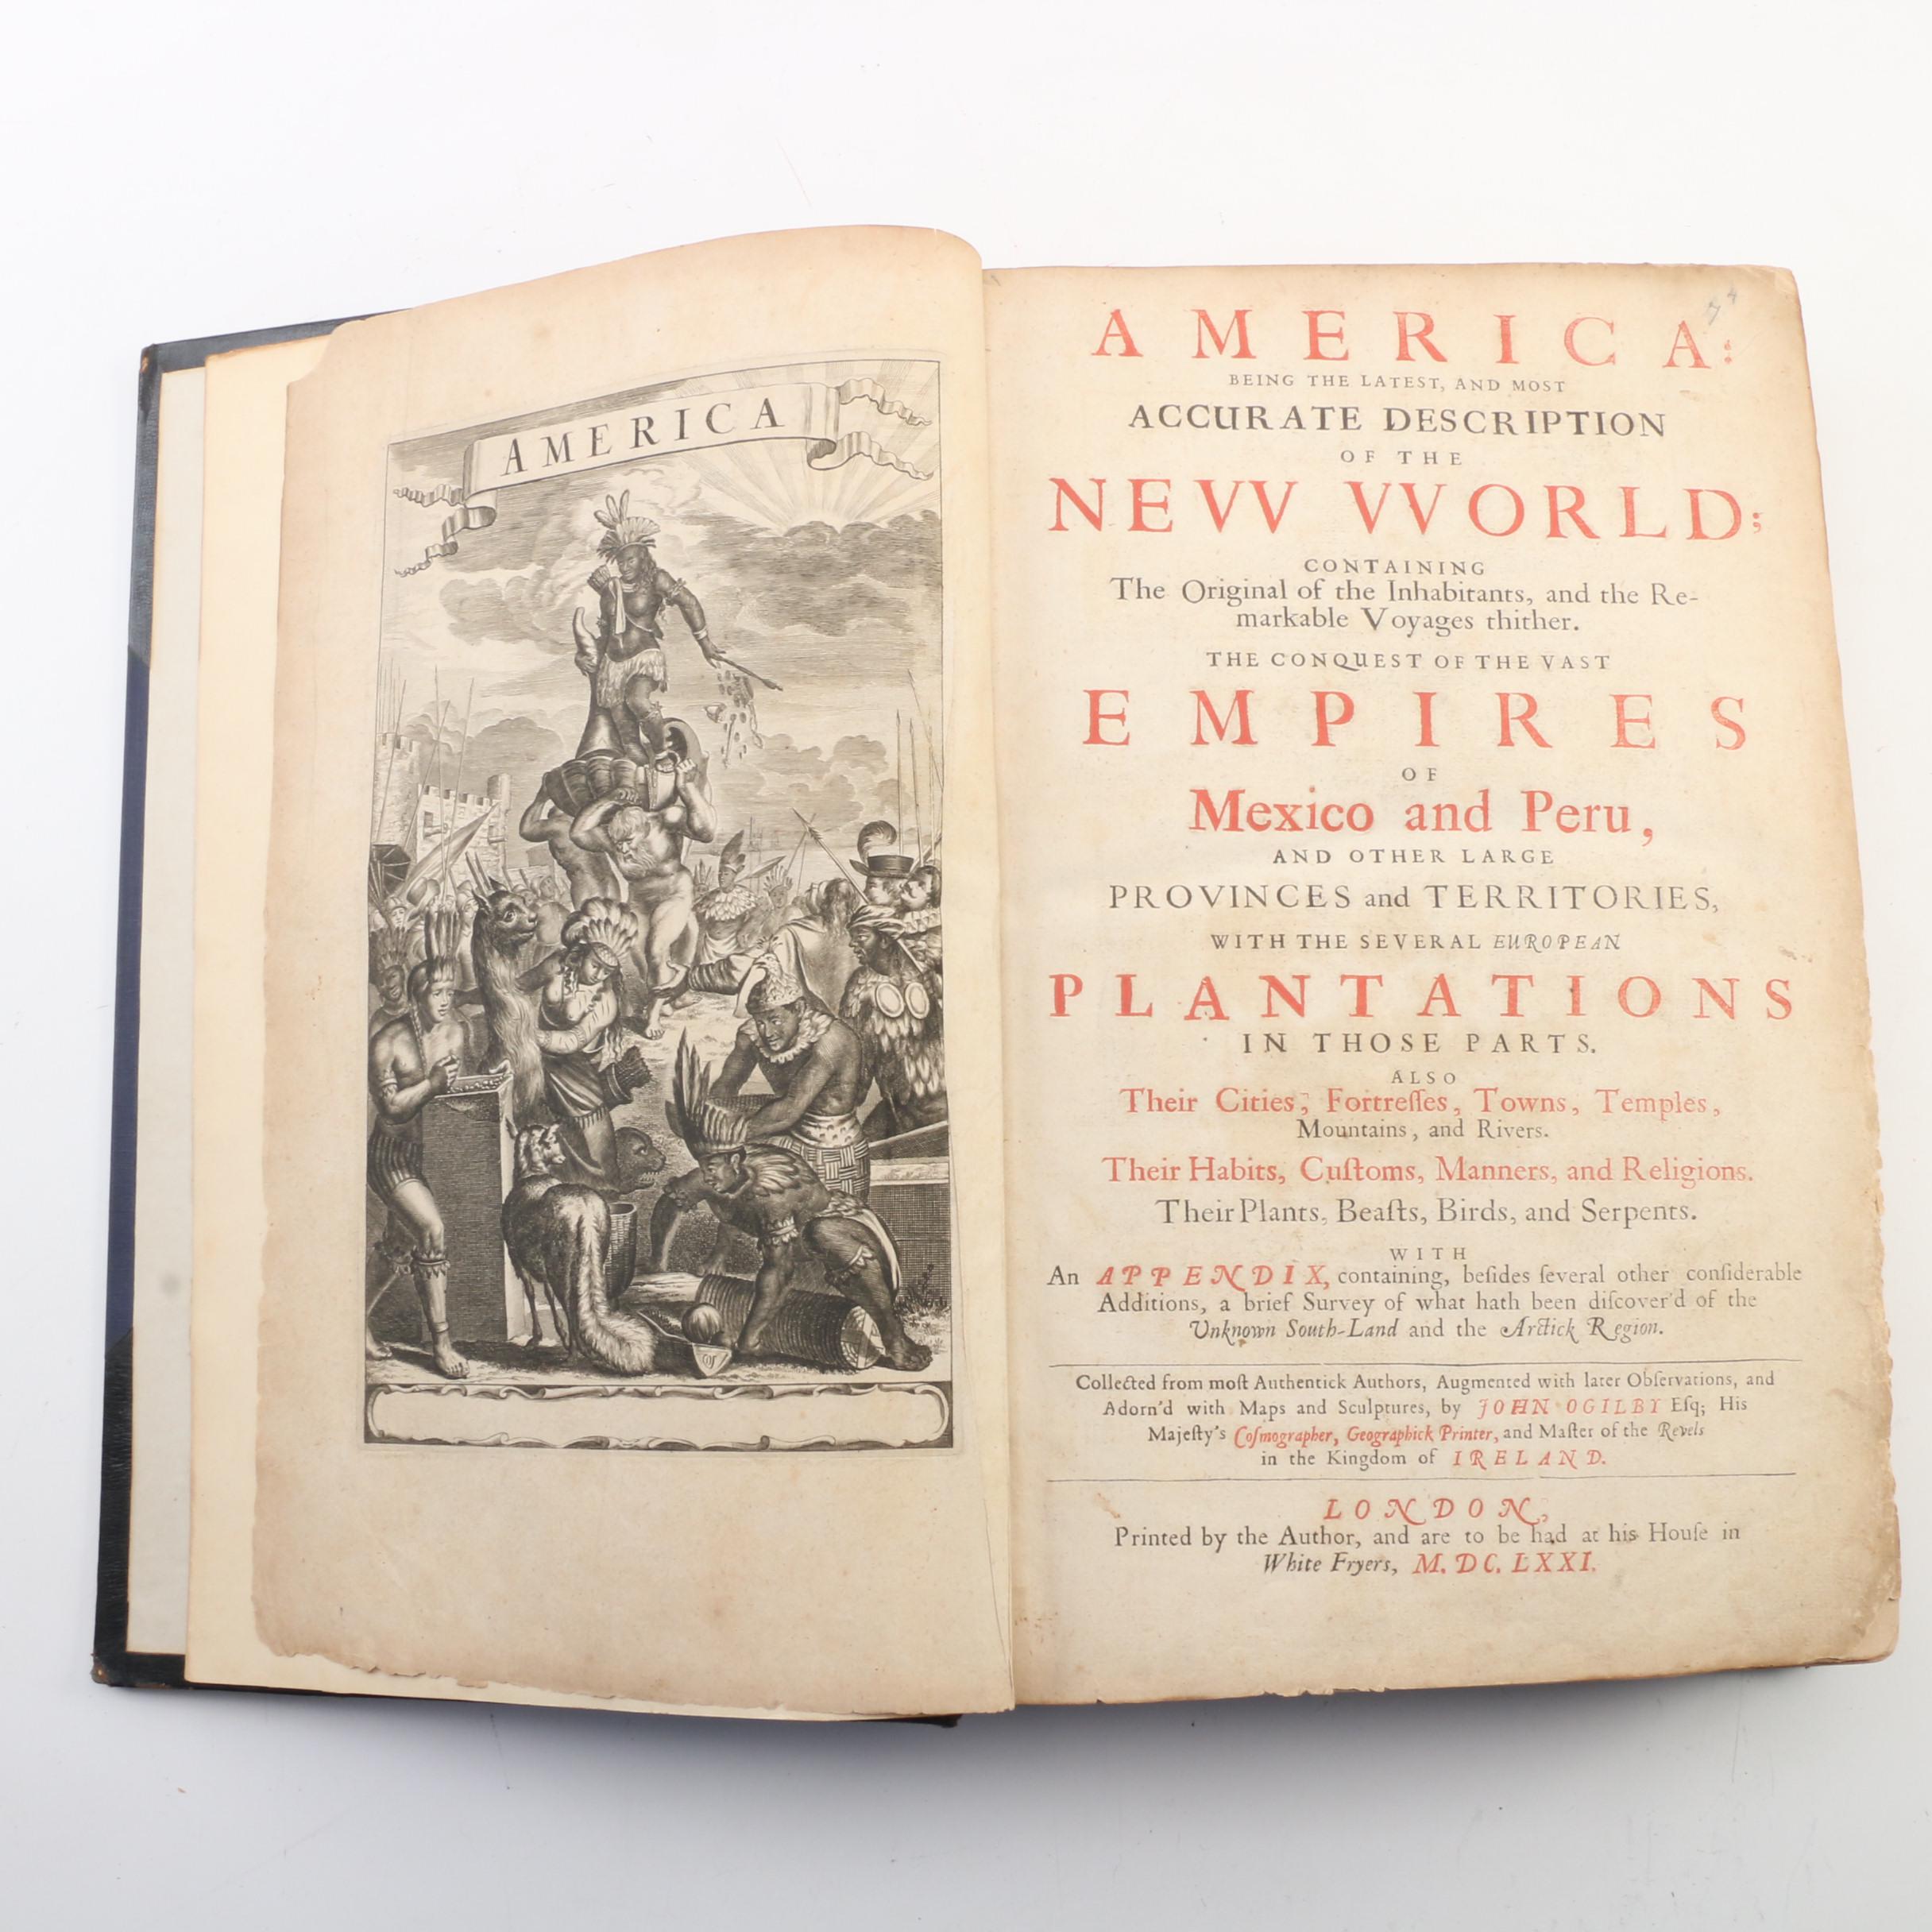 AMERICA
AMERICA:
BEING THE LATEST, AND MOST
ACCURATE DESCRIPTION
OF THE
NEVV VVORLD;
CONTAINING
The Original of the Inhabitants, and the Re-
markable Voyages thither.
THE CONQUEST OF THE VAST
EMPIRES
OF
Mexico and Peru,
AND OTHER LARGE
PROVINCES and TERRITORIES,
WITH THE SEVERAL EUROPEAN
PLANTATIONS
IN THOSE PARTS.
ALSO
Their Cities, Fortreſſes, Towns, Temples,
Mountains, and Rivers.
Their Habits, Cuſtoms, Manners, and Religions.
Their Plants, Beaſts, Birds, and Serpents.
WITH
An APPENDIX, containing, beſides ſeveral other conſiderable
Additions, a brief Survey of what hath been diſcover'd of the
Unknown South-Land and the Arctick Region.
Collected from moſt Authentick Authors, Augmented with later Obſervations, and
Adorn'd with Maps and Sculptures, by JOHN OGILBY Eſq; His
Majeſty's Coſmographer, Geographick Printer, and Maſter of the Revels
in the Kingdom of IRELAND.
LONDON,
Printed by the Author, and are to be had at his Houſe in
White Fryers, M. DC. LXXI.